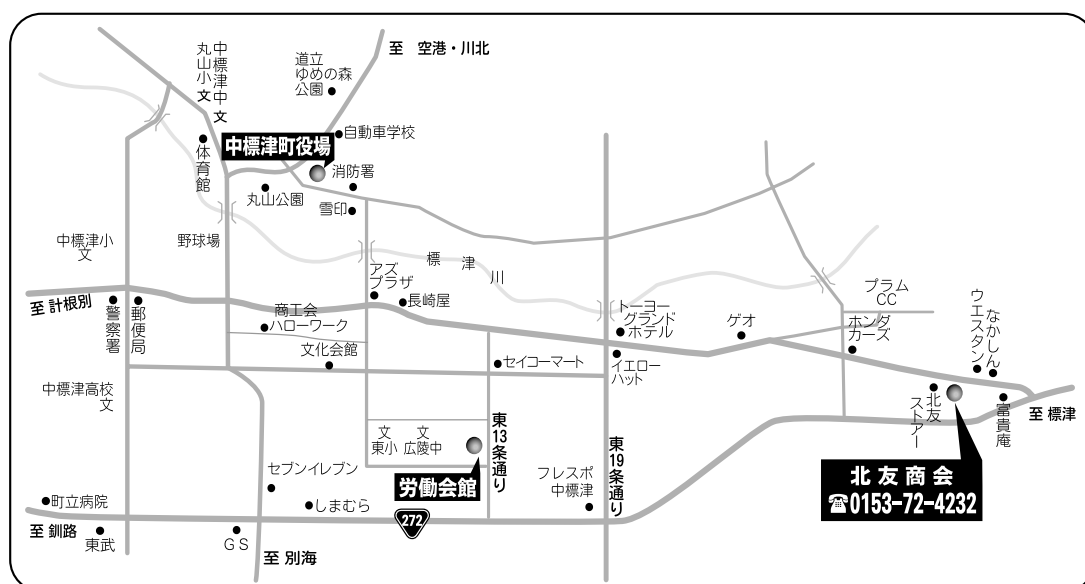 至　空港・川北
中標津中 文
丸山小 文
道立
ゆめの森
公園
自動車学校
中標津町役場
体育館
消防署
丸山公園
雪印
中標津小
文
野球場
標津川
アズ
プラザ
プラム
CC
至 計根別
警察署
郵便局
商工会
ハローワーク
長崎屋
トーヨー
グランド
ホテル
ゲオ
ホンダ
カーズ
ウエスタン
なかしん
文化会館
セイコーマート
イエロー
ハット
中標津高校
文
北友
ストアー
富貴庵
至 標津
文 文
東小 広陵中
東13条通り
東19条通り
北友商会
☎0153-72-4232
セブンイレブン
労働会館
フレスポ
中標津
町立病院
しまむら
至 釧路
東武
GS
272
至 別海